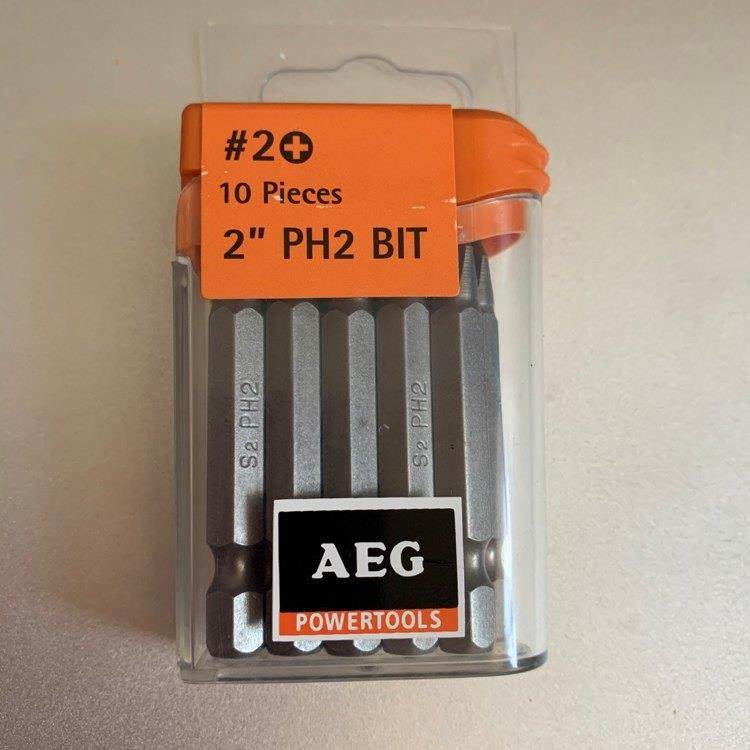 #2
10 Pieces
2" PH2 BIT
S2 PH2
S2 PH2
AEG
POWERTOOLS